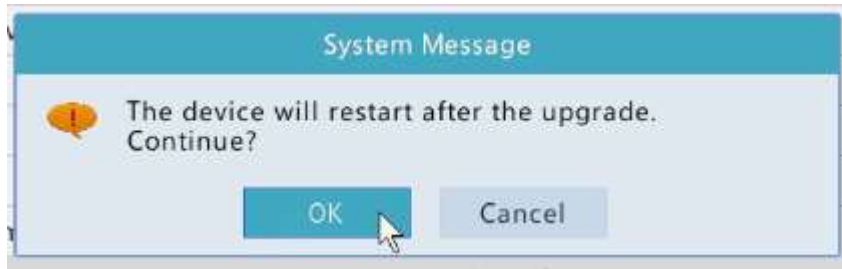 System Message
The device will restart after the upgrade.
Continue?
OK
Cancel